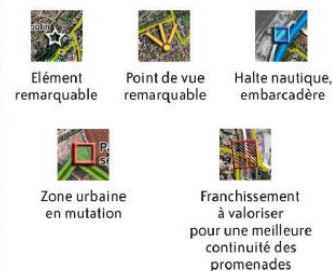 Elément
remarquable
Point de vue
remarquable
Halte nautique,
embarcadère
Zone urbaine
en mutation
Franchissement
à valoriser
pour une meilleure
continuité des
promenades